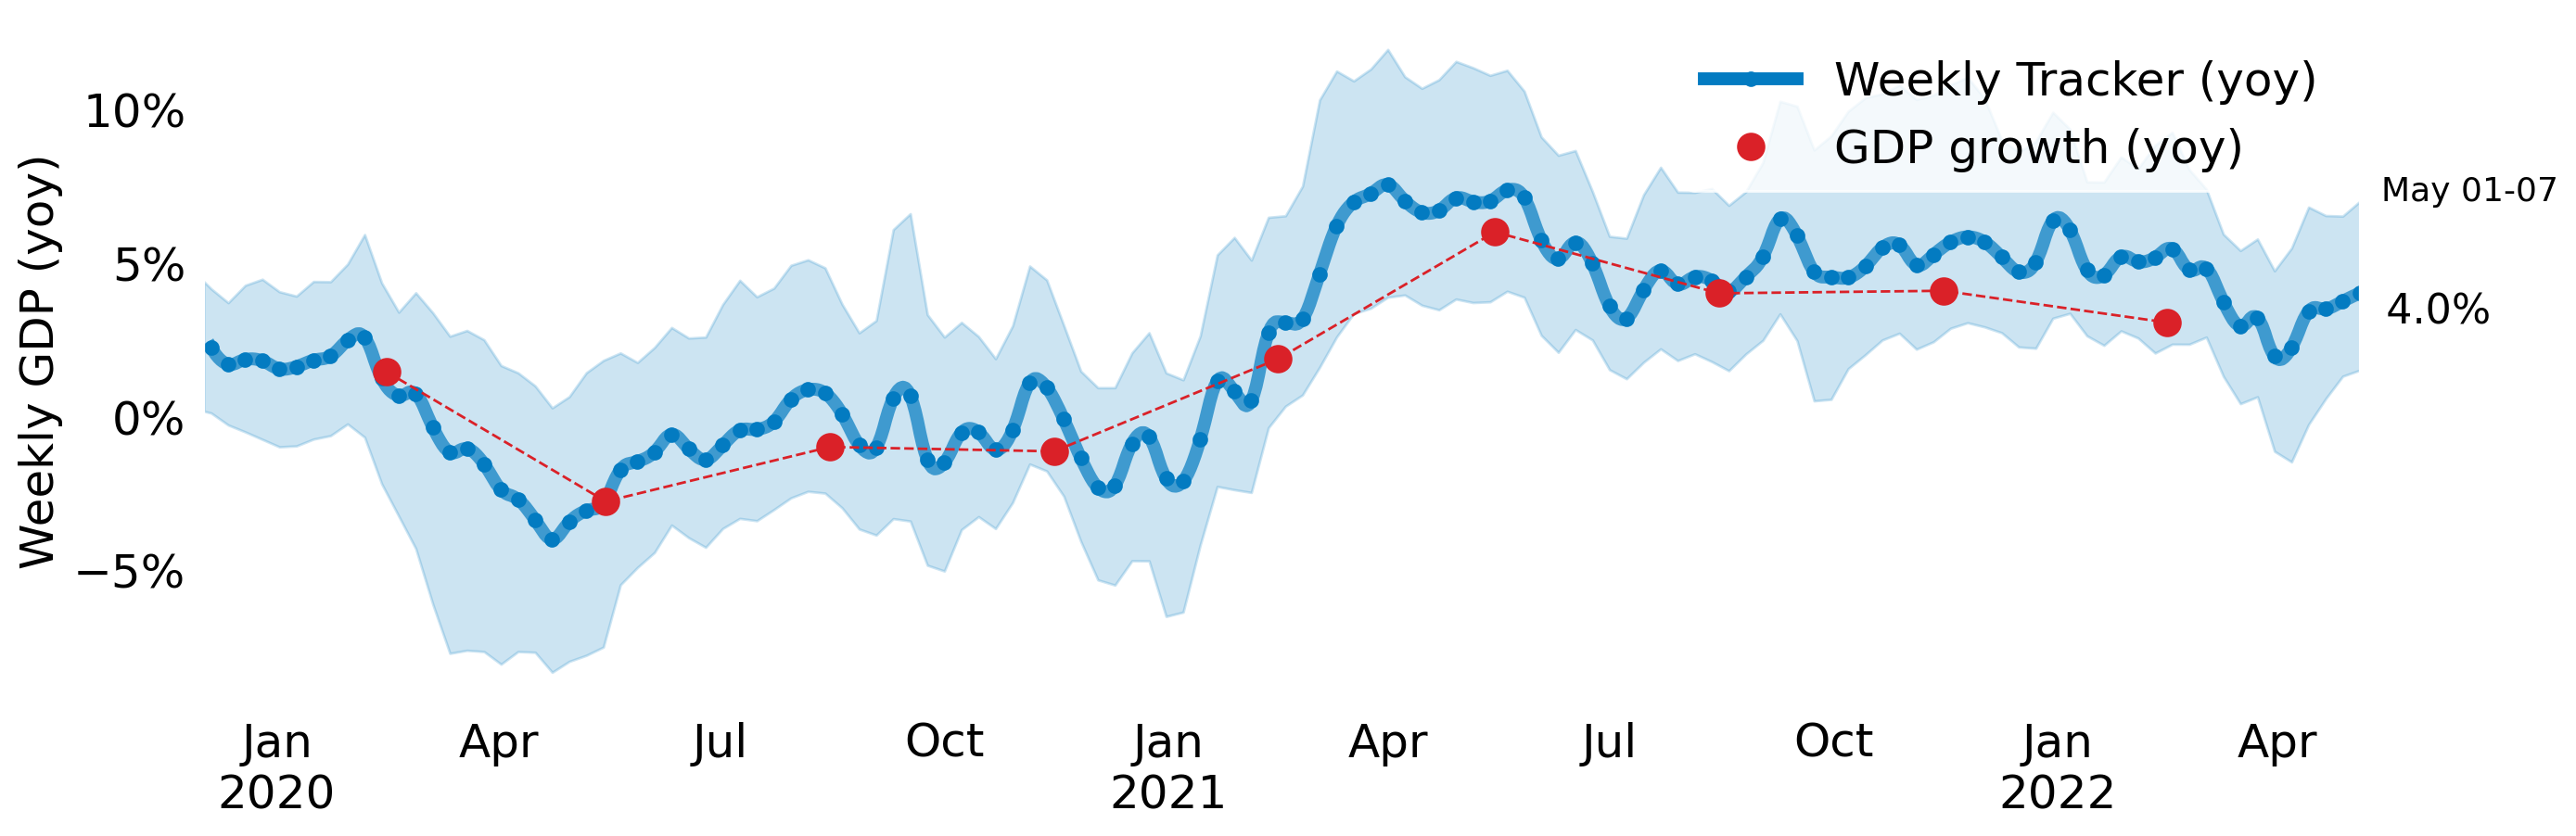 Weekly GDP (yoy)
10%
5%
0%
−5%
Weekly Tracker (yoy)
GDP growth (yoy)
May 01-07
4.0%
Jan Apr Jul Oct Jan Apr Jul Oct Jan Apr
2020 2021 2022